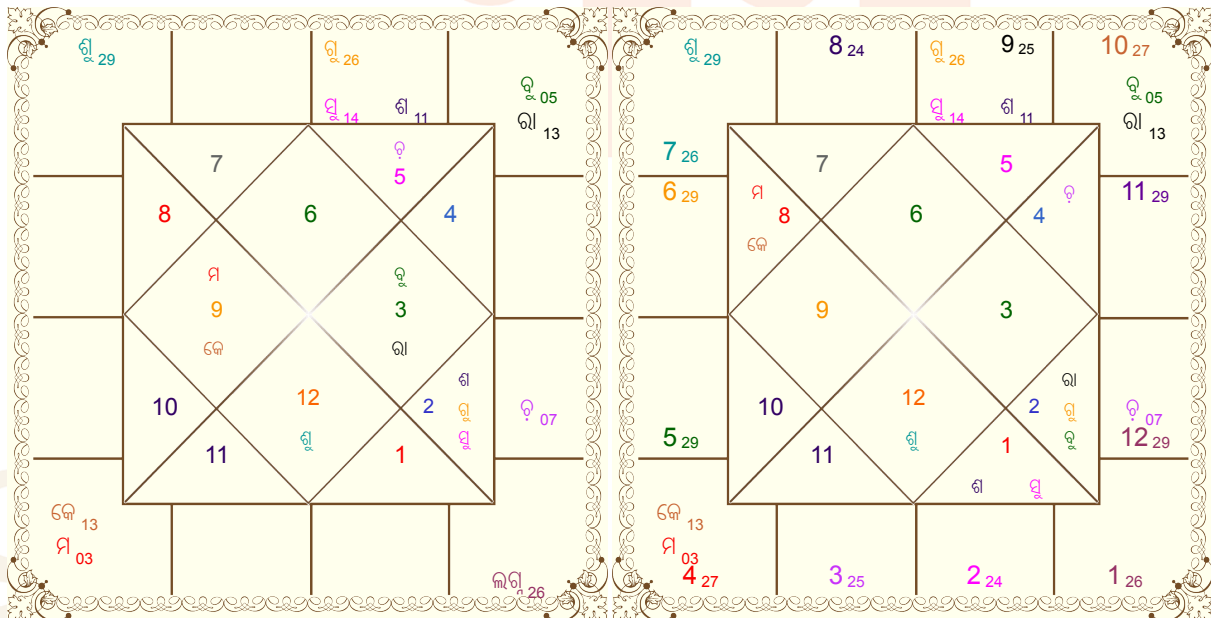 ଶୁ 29
ଗୁ 26
ସୁ 14 ଶ 11
ବୁ 05
ରା 13
7
ଚ଼
5
8
6
4
ମ
9
କେ
ବୁ
3
ରା
10
12
ଶୁ
2
ଶ
ଗୁ
ସୁ
11
1
ଚ଼ 07
କେ 13
ମ 03
ଲଗ୍ନ 26
ଶୁ 29
8 24
ଗୁ 26
9 25
10 27
ସୁ 14 ଶ 11
ବୁ 05
ରା 13
7 26
6 29
11 29
7
5
ମ
8
କେ
6
ଚ଼
4
9
3
10
12
ଶୁ
2
ରା
ଗୁ
ବୁ
11
1
ଶ ସୁ
5 29
ଚ଼ 07
12 29
କେ 13
ମ 03
4 27
3 25
2 24
1 26